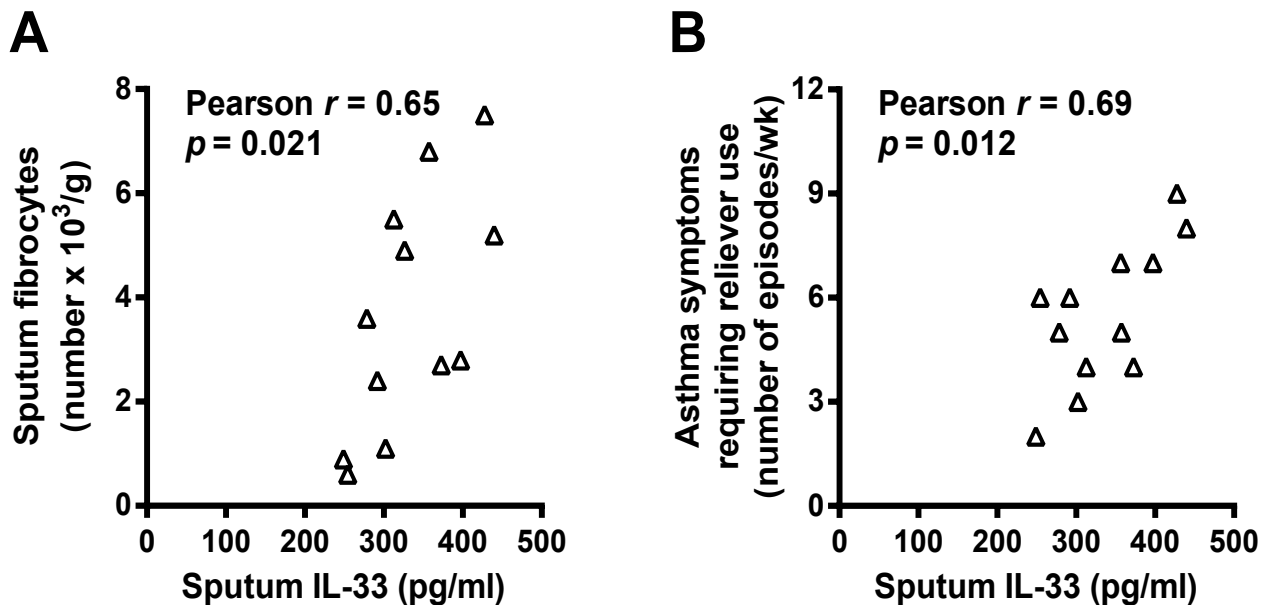 A
Pearson r = 0.65
p = 0.021
Sputum fibrocytes
(number x 10³/g)
8
6
4
2
0
0 100 200 300 400 500
Sputum IL-33 (pg/ml)
B
Pearson r = 0.69
p = 0.012
Asthma symptoms
requiring reliever use
(number of episodes/wk)
12
9
6
3
0
0 100 200 300 400 500
Sputum IL-33 (pg/ml)